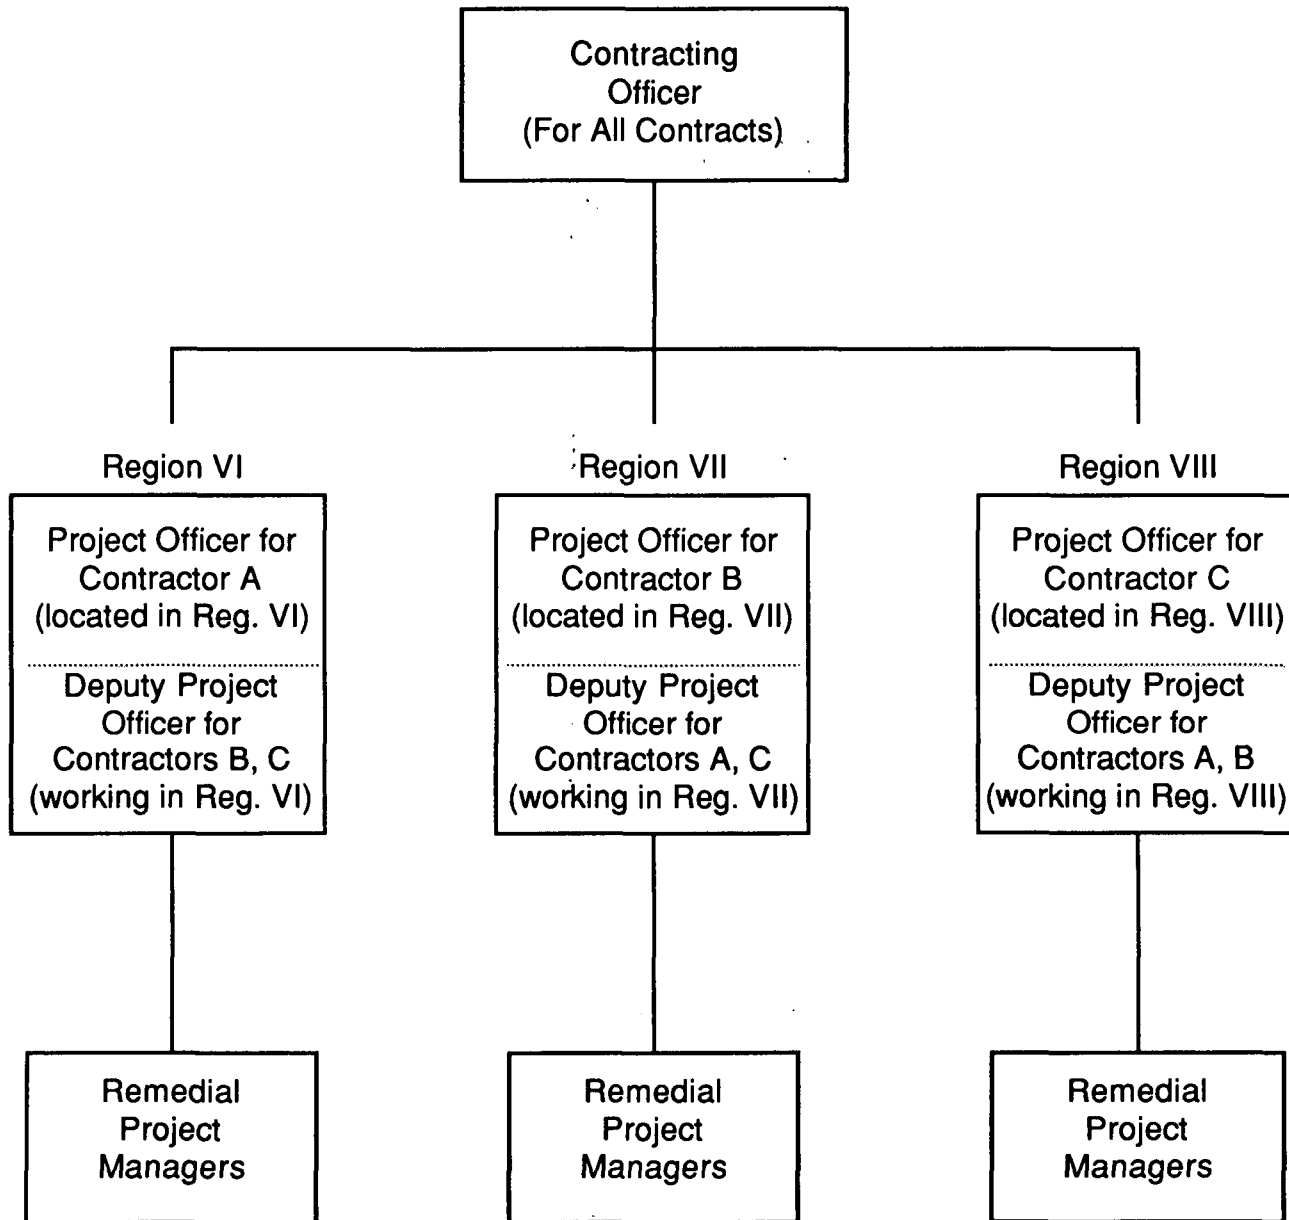 Contracting
Officer
(For All Contracts)
Region VI
Project Officer for
Contractor A
(located in Reg. VI)
Deputy Project
Officer for
Contractors B, C
(working in Reg. VI)
Remedial
Project
Managers
Region VII
Project Officer for
Contractor B
(located in Reg. VII)
Deputy Project
Officer for
Contractors A, C
(working in Reg. VII)
Remedial
Project
Managers
Region VIII
Project Officer for
Contractor C
(located in Reg. VIII)
Deputy Project
Officer for
Contractors A, B
(working in Reg. VIII)
Remedial
Project
Managers